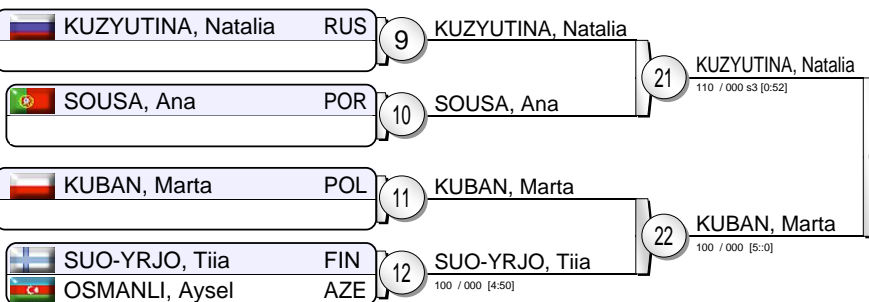 KUZYUTINA, Natalia RUS
9
KUZYUTINA, Natalia
21
KUZYUTINA, Natalia
110 / 000 s3 [0:52]
SOUSA, Ana POR
10
SOUSA, Ana
KUBAN, Marta POL
11
KUBAN, Marta
22
KUBAN, Marta
100 / 000 [5::0]
SUO-YRJO, Tiia FIN
12
SUO-YRJO, Tiia
100 / 000 [4:50]
OSMANLI, Aysel AZE